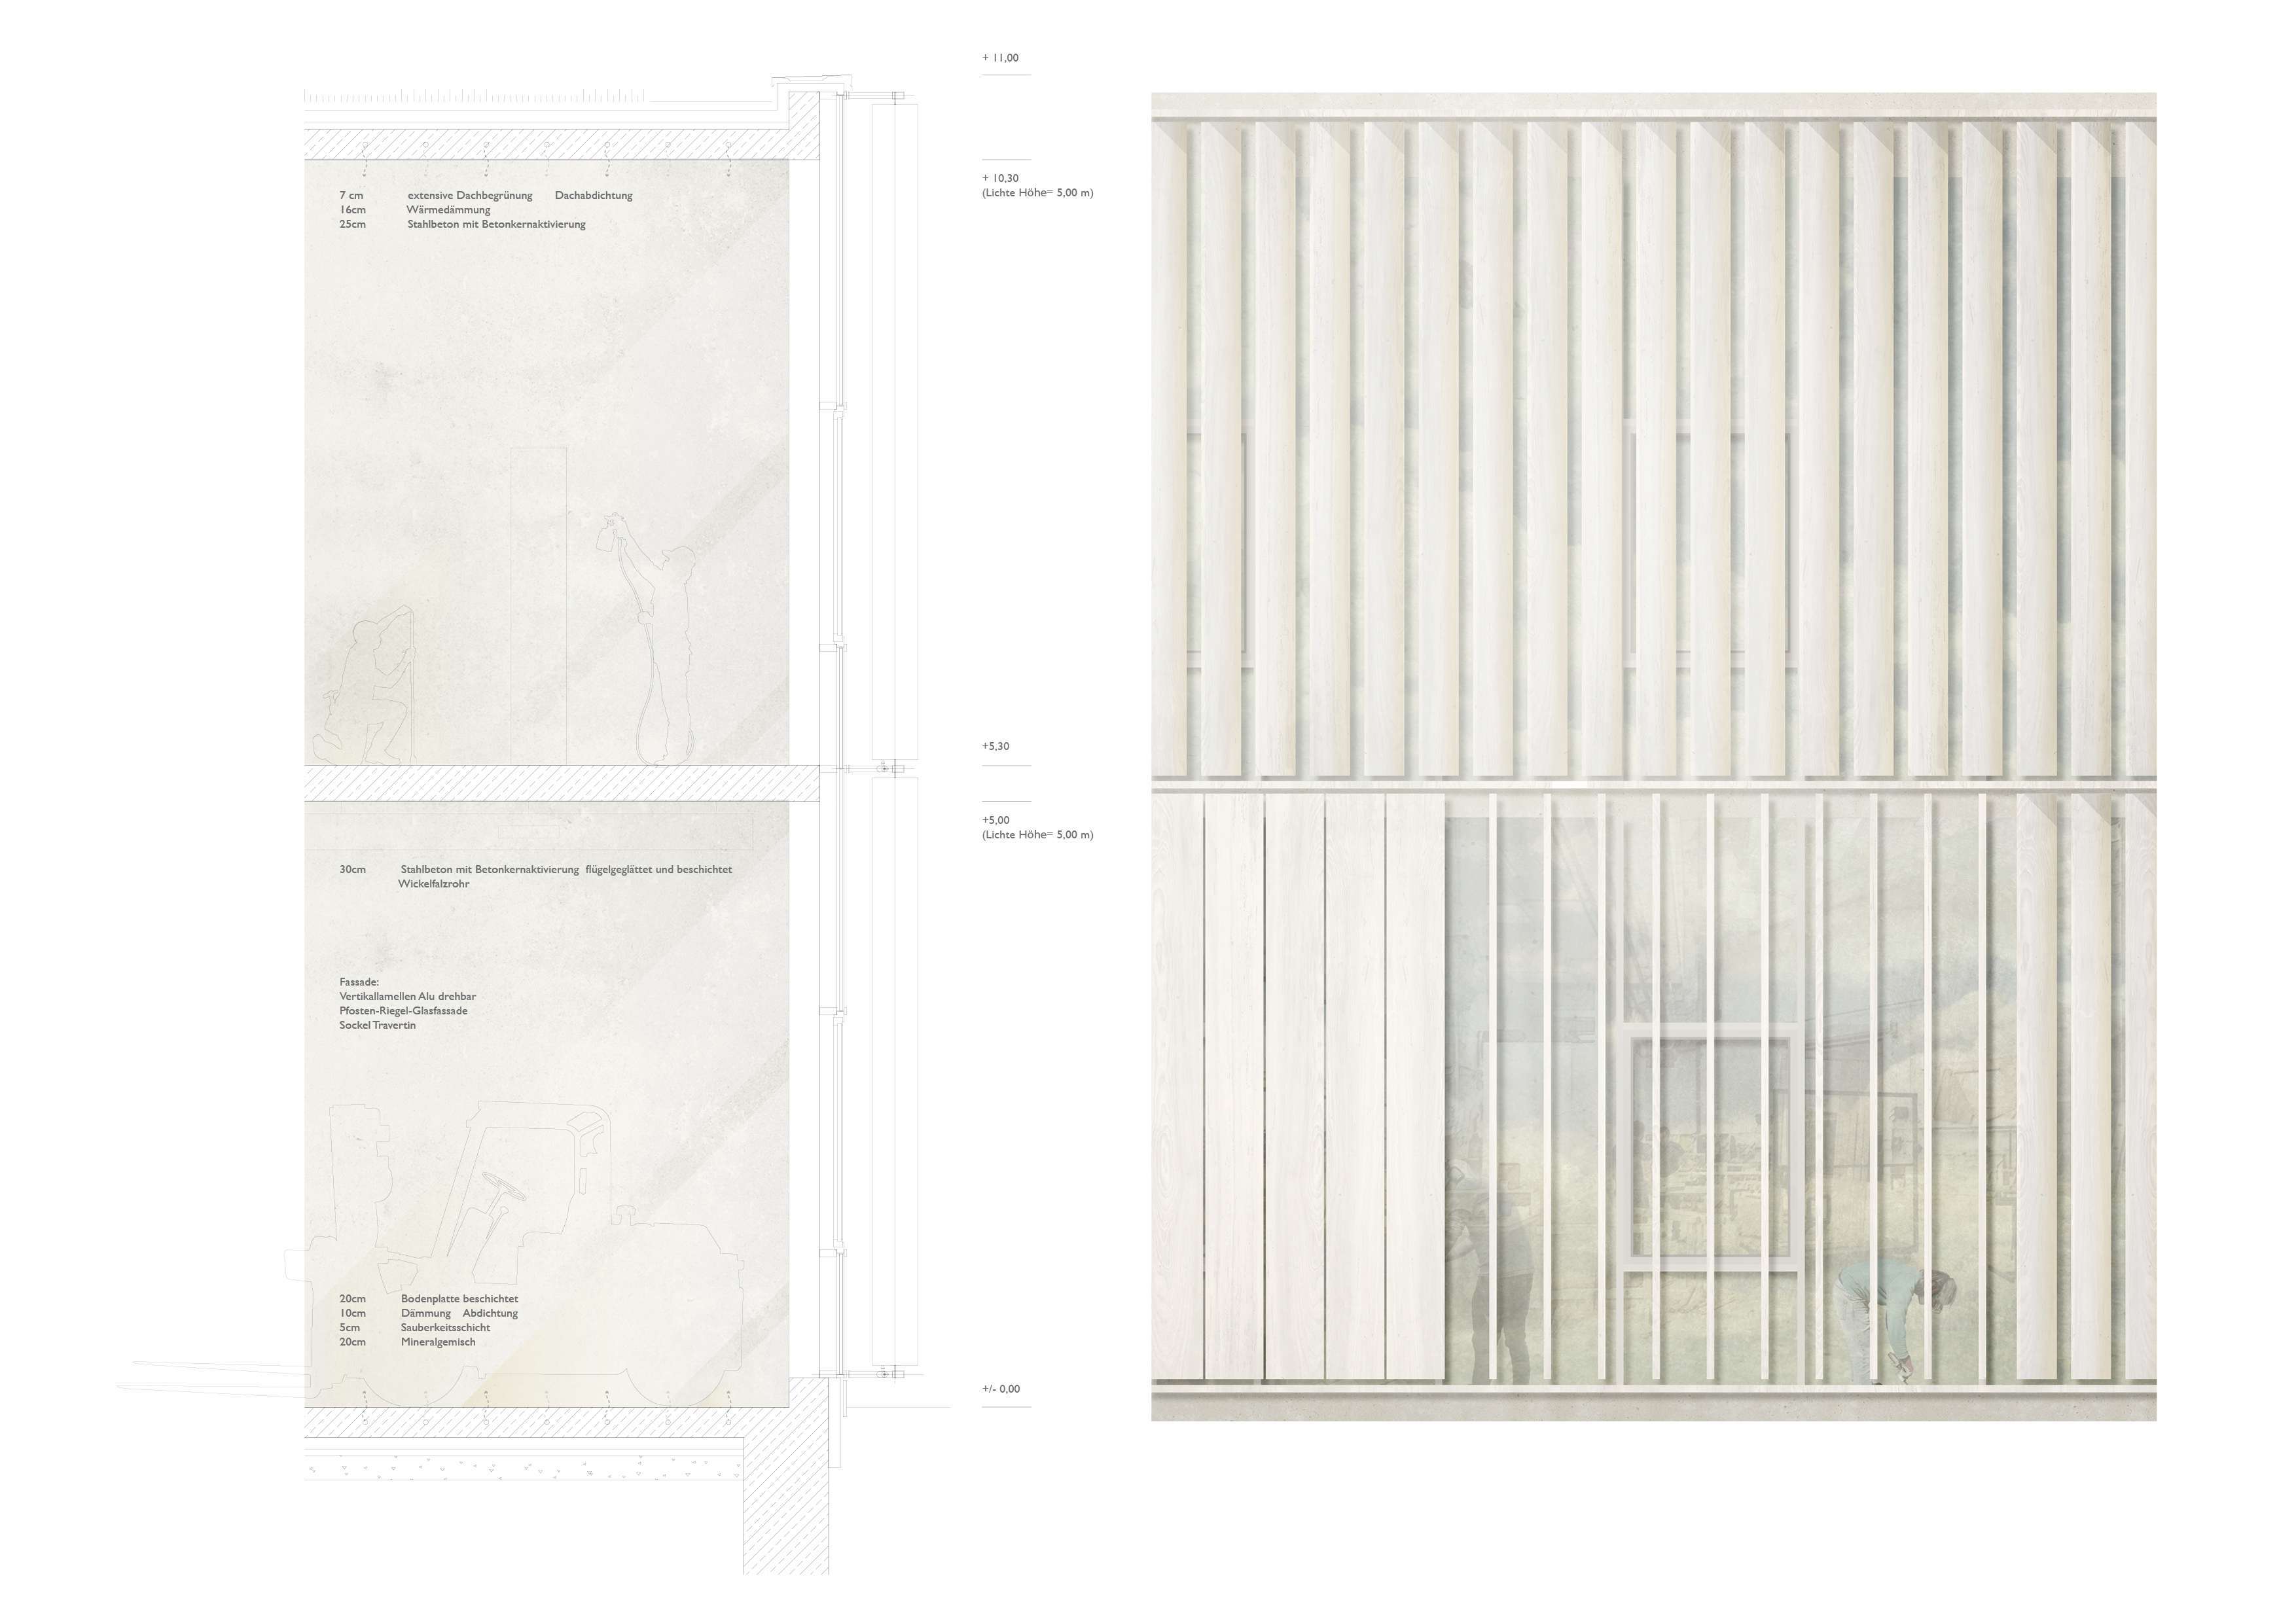 + 11,00
+ 10,30
(Lichte Höhe= 5,00 m)
7 cm extensive Dachbegrünung Dachabdichtung
16cm Wärmedämmung
25cm Stahlbeton mit Betonkernaktivierung
+5,30
+5,00
(Lichte Höhe= 5,00 m)
30cm Stahlbeton mit Betonkernaktivierung flügelgeglättet und beschichtet
Wickelfalzrohr
Fassade:
Vertikallamellen Alu drehbar
Pfosten-Riegel-Glasfassade
Sockel Travertin
20cm Bodenplatte beschichtet
10cm Dämmung Abdichtung
5cm Sauberkeitsschicht
20cm Mineralgemisch
+/- 0,00